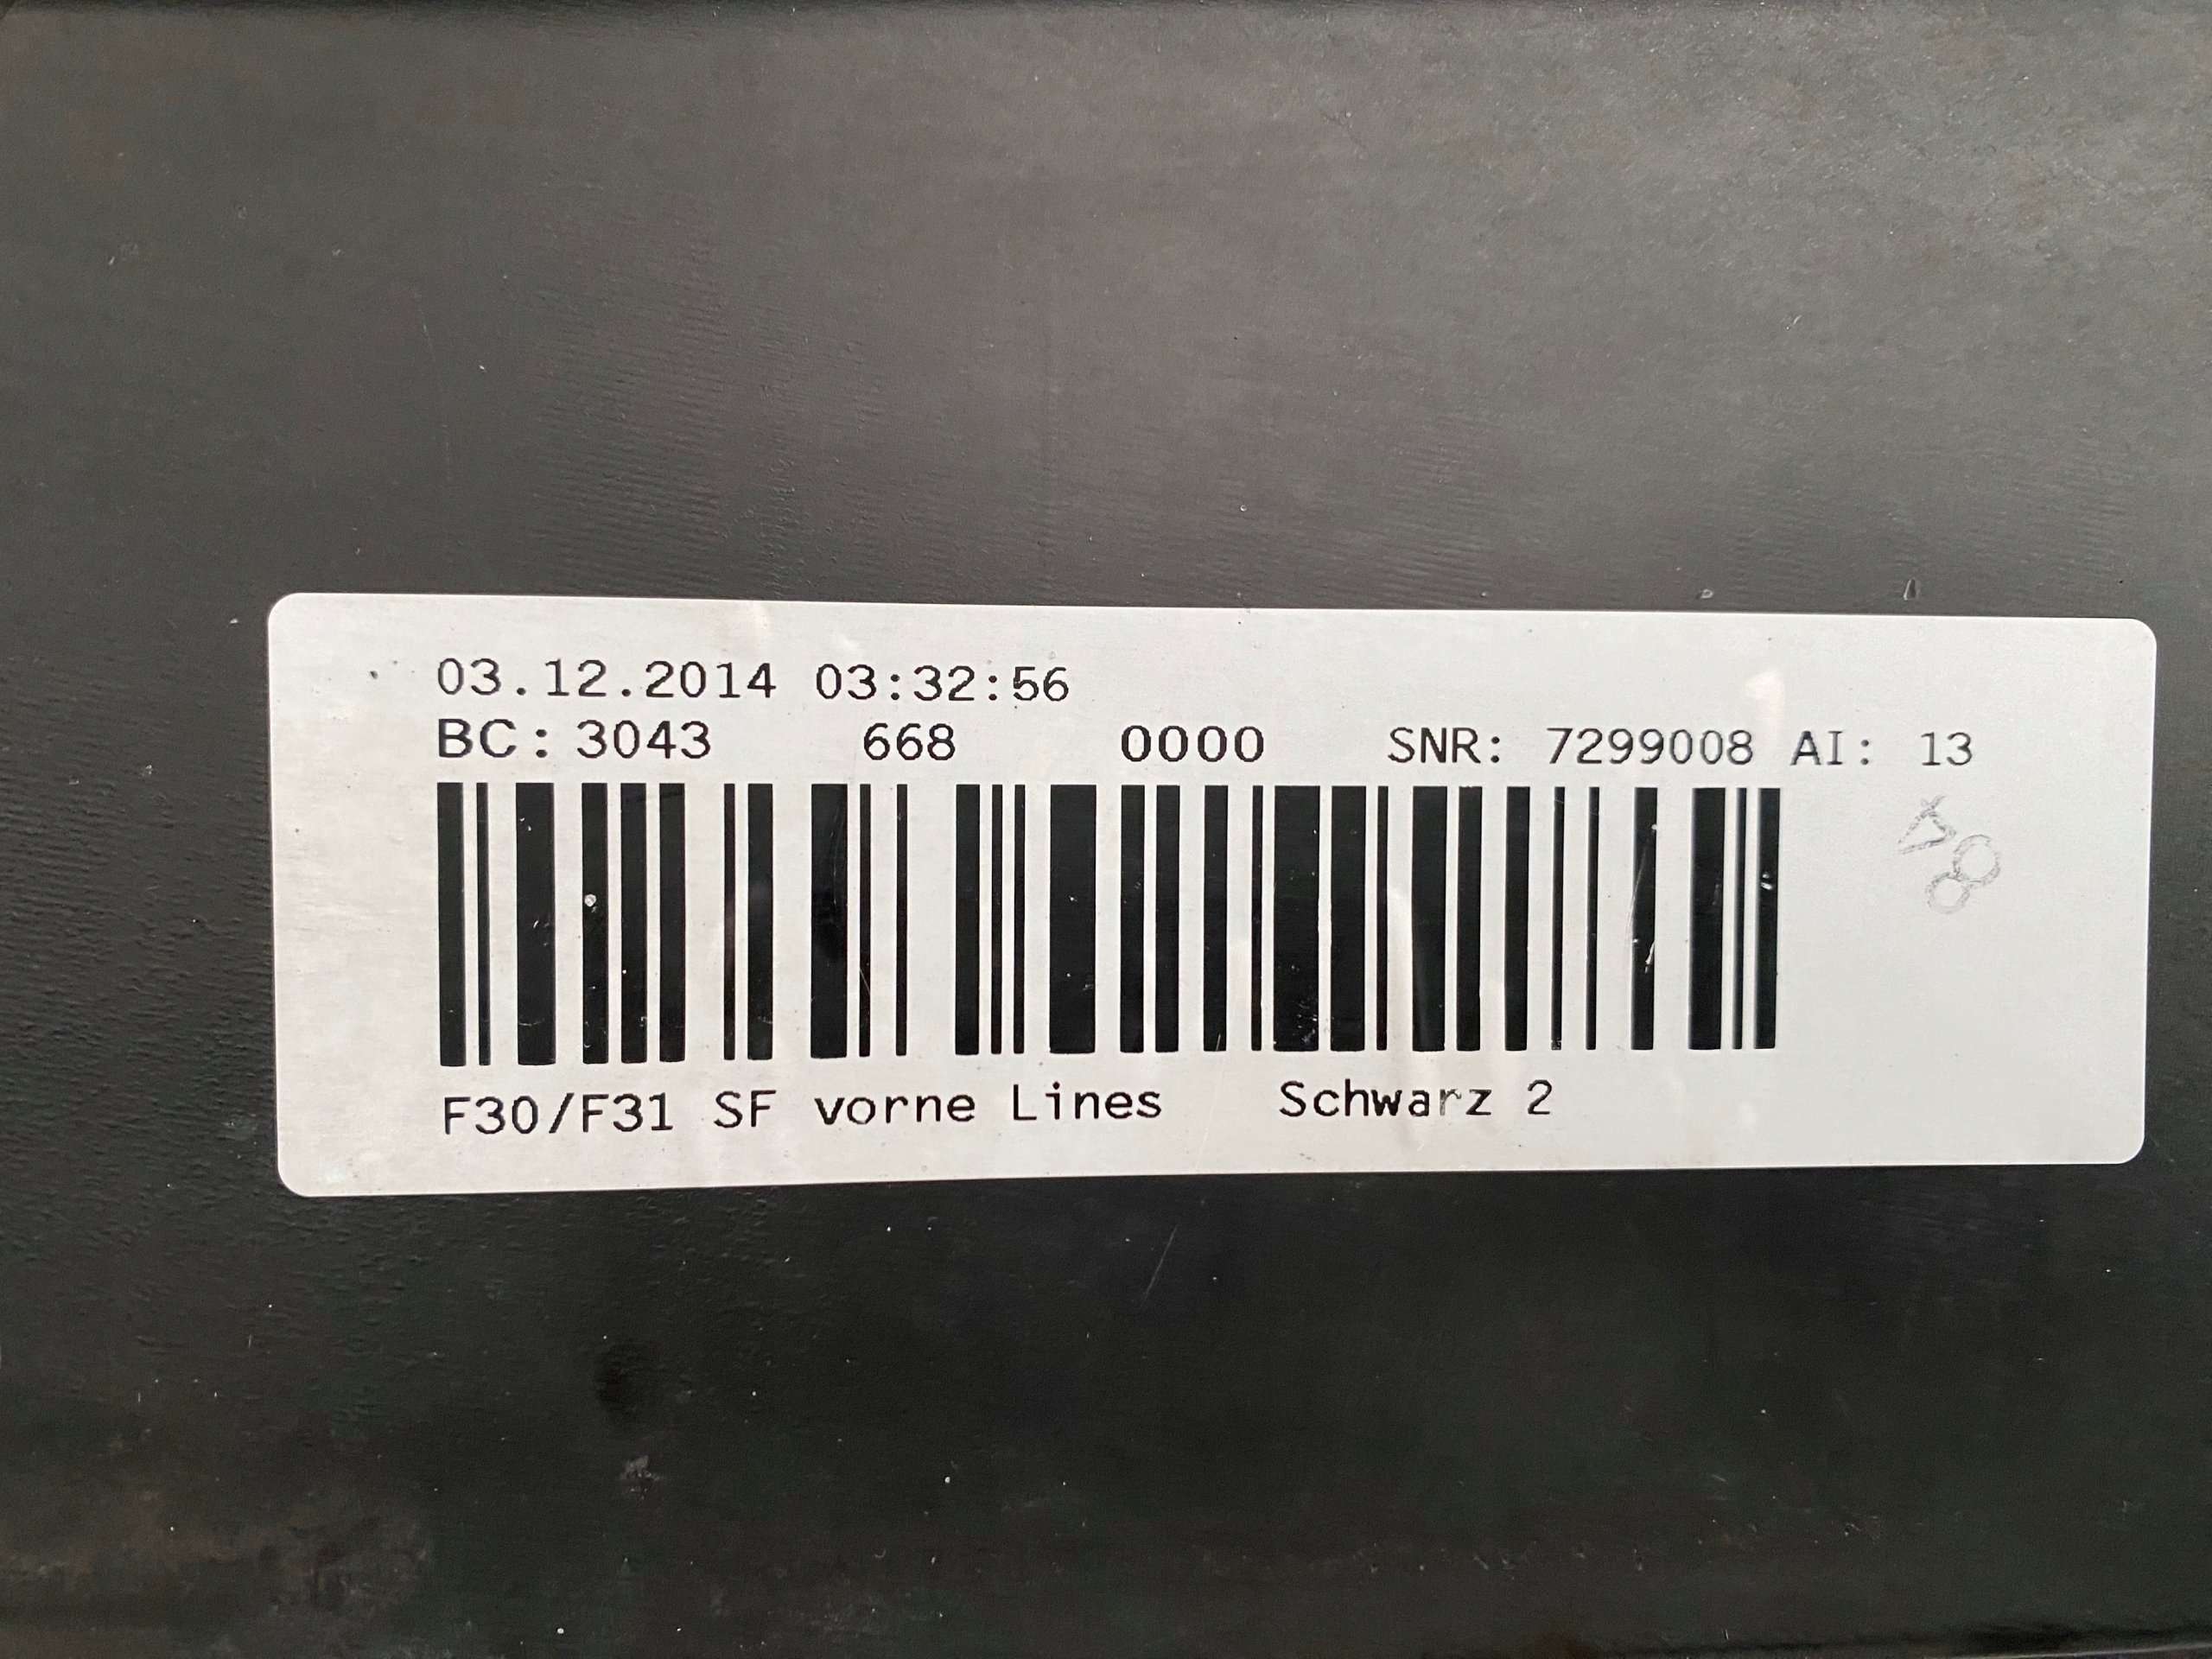 03.12.2014 03:32:56
BC: 3043 668 0000 SNR: 7299008 AI: 13
F30/F31 SF vorne Lines Schwarz 2